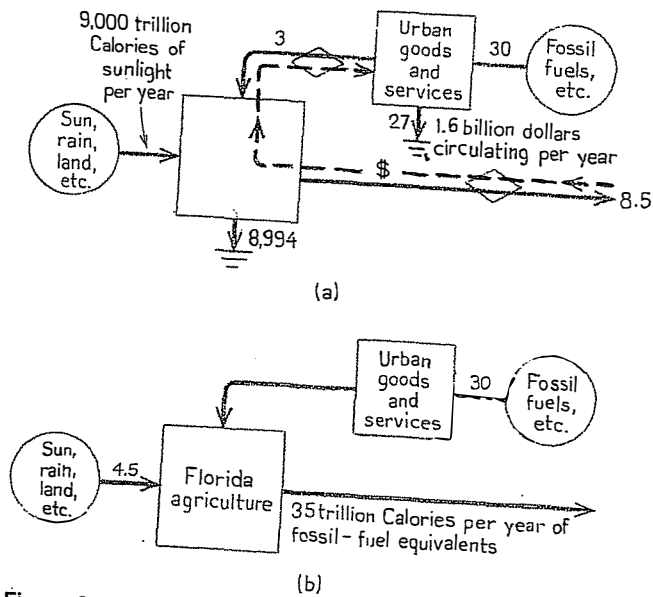 9,000 trillion
Calories of
sunlight
per year
3
Urban
goods
and
services
30
Fossil
fuels,
etc.
Sun,
rain,
land,
etc.
27
1.6 billion dollars
circulating per year
$
8.5
8,994
(a)
Urban
goods
and
services
30
Fossil
fuels,
etc.
Sun,
rain,
land,
etc.
4.5
Florida
agriculture
35 trillion Calories per year of
fossil-fuel equivalents
(b)